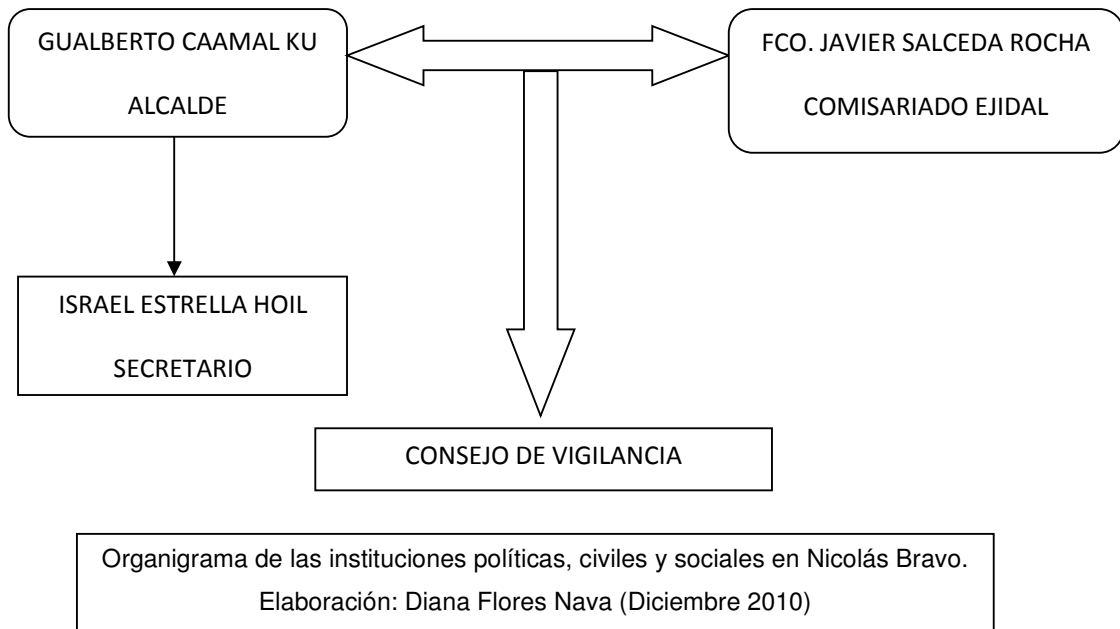 GUALBERTO CAAMAL KU
ALCALDE
FCO. JAVIER SALCEDA ROCHA
COMISARIADO EJIDAL
ISRAEL ESTRELLA HOIL
SECRETARIO
CONSEJO DE VIGILANCIA
Organigrama de las instituciones políticas, civiles y sociales en Nicolás Bravo.
Elaboración: Diana Flores Nava (Diciembre 2010)